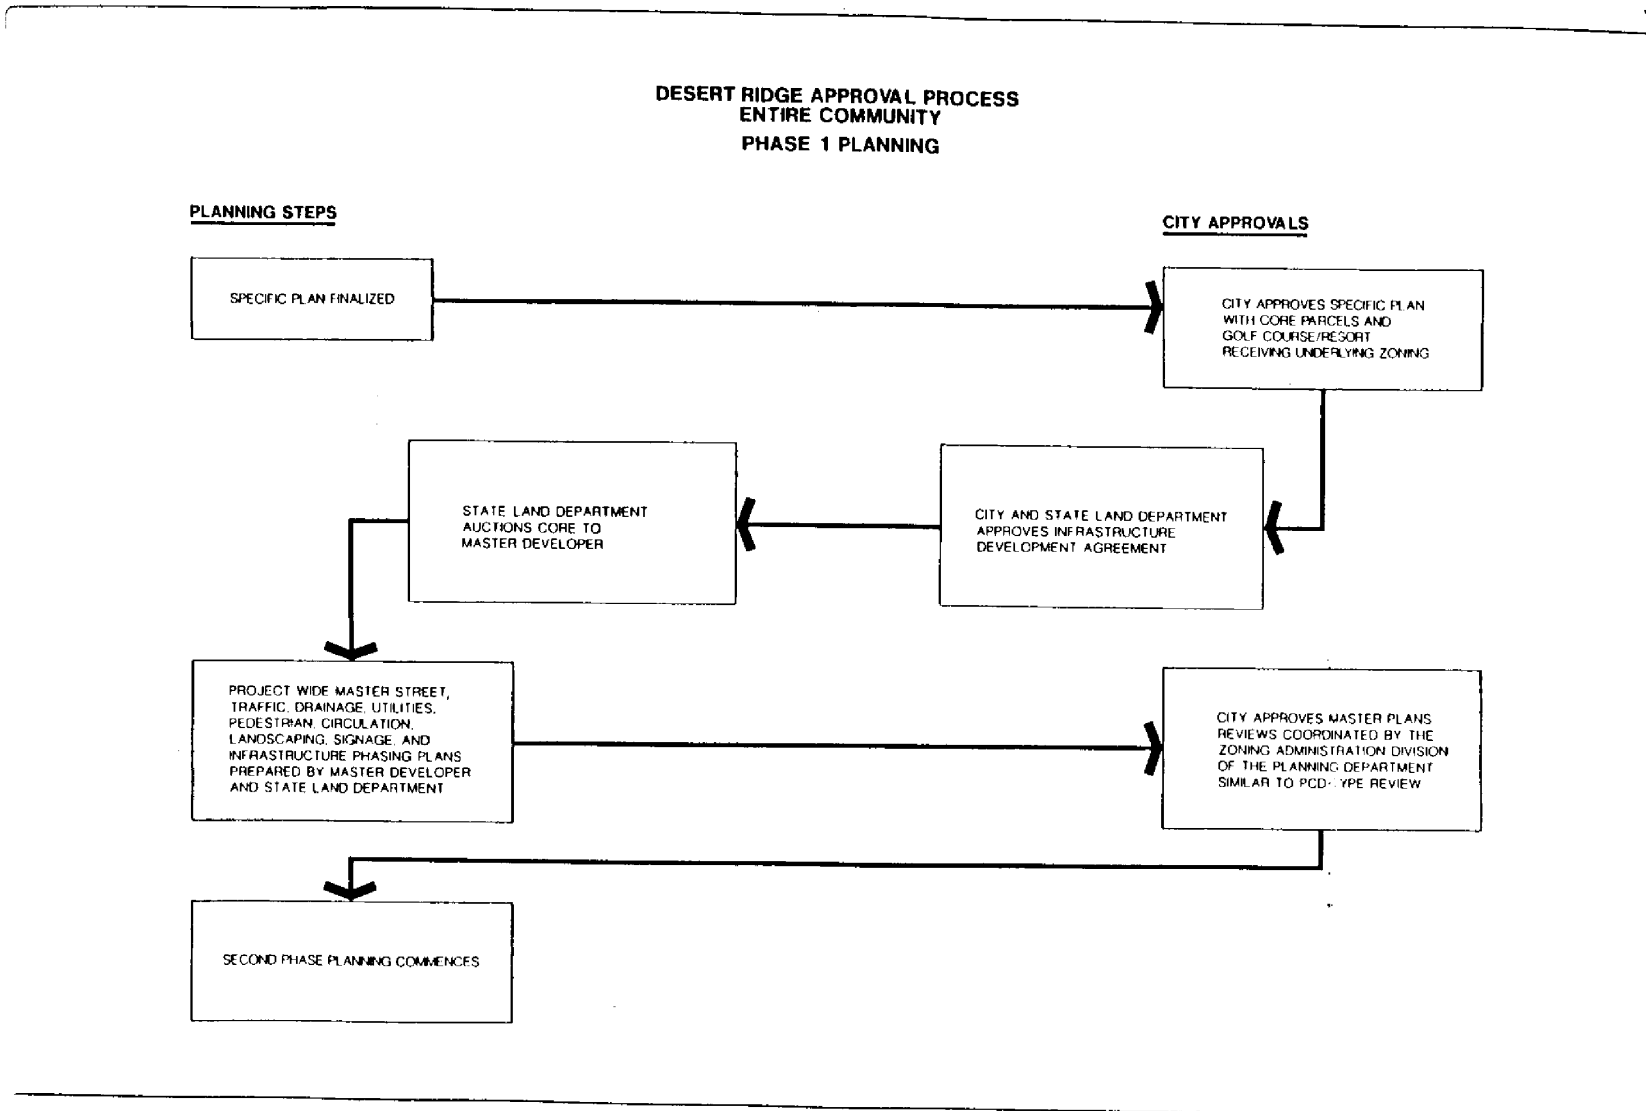 DESERT RIDGE APPROVAL PROCESS
ENTIRE COMMUNITY
PHASE 1 PLANNING
PLANNING STEPS
CITY APPROVALS
SPECIFIC PLAN FINALIZED
CITY APPROVES SPECIFIC PLAN
WITH CORE PARCELS AND
GOLF COURSE/RESORT
RECEIVING UNDERLYING ZONING
STATE LAND DEPARTMENT
AUCTIONS CORE TO
MASTER DEVELOPER
CITY AND STATE LAND DEPARTMENT
APPROVES INFRASTRUCTURE
DEVELOPMENT AGREEMENT
PROJECT WIDE MASTER STREET,
TRAFFIC, DRAINAGE, UTILITIES,
PEDESTRIAN, CIRCULATION,
LANDSCAPING, SIGNAGE, AND
INFRASTRUCTURE PHASING PLANS
PREPARED BY MASTER DEVELOPER
AND STATE LAND DEPARTMENT
CITY APPROVES MASTER PLANS
REVIEWS COORDINATED BY THE
ZONING ADMINISTRATION DIVISION
OF THE PLANNING DEPARTMENT
SIMILAR TO PCD- YPE REVIEW
SECOND PHASE PLANNING COMMENCES